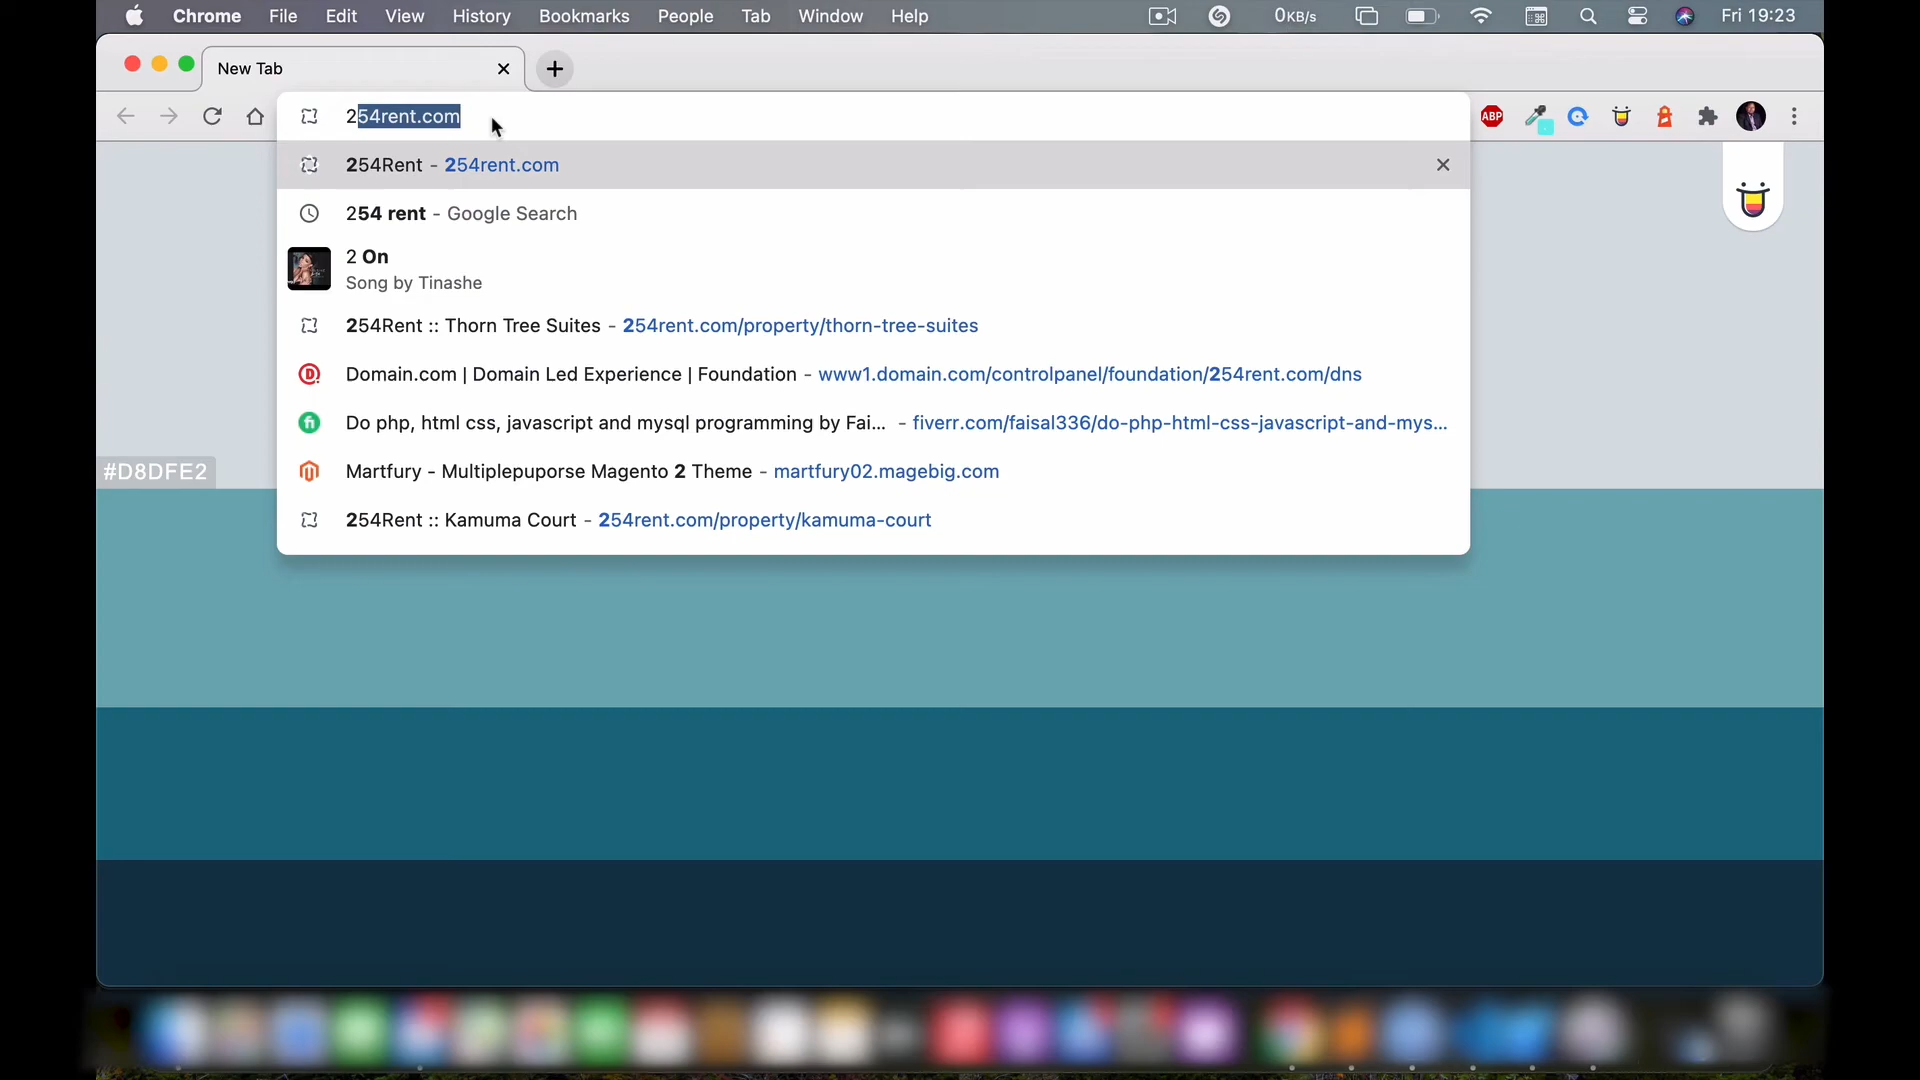 Chrome File Edit View History Bookmarks People Tab Window Help 0KB/s Fri 19:23
New Tab
254rent.com
ABP
254Rent - 254rent.com
254 rent - Google Search
2 On
Song by Tinashe
254Rent :: Thorn Tree Suites - 254rent.com/property/thorn-tree-suites
Domain.com | Domain Led Experience | Foundation - www1.domain.com/controlpanel/foundation/254rent.com/dns
Do php, html css, javascript and mysql programming by Fai... - fiverr.com/faisal336/do-php-html-css-javascript-and-mys...
Martfury - Multiplepuporse Magento 2 Theme - martfury02.magebig.com
#D8DFE2
254Rent :: Kamuma Court - 254rent.com/property/kamuma-court